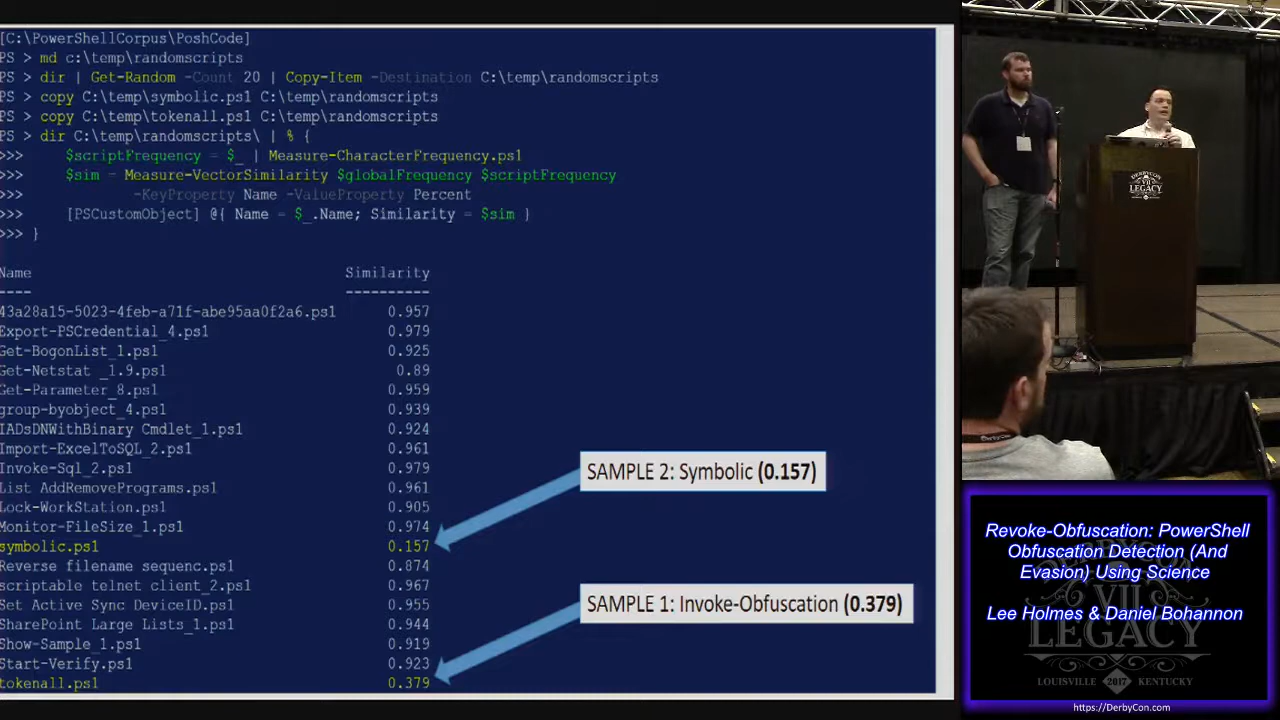 [C:\PowerShellCorpus\PoshCode]
PS > md c:\temp\randomscripts
PS > dir | Get-Random -Count 20 | Copy-Item -Destination C:\temp\randomscripts
PS > copy C:\temp\symbolic.ps1 C:\temp\randomscripts
PS > copy C:\temp\tokenall.ps1 C:\temp\randomscripts
PS > dir C:\temp\randomscripts\ | % {
>>> $scriptFrequency = $_ | Measure-CharacterFrequency.ps1
>>> $sim = Measure-VectorSimilarity $globalFrequency $scriptFrequency
>>> -KeyProperty Name -ValueProperty Percent
>>> [PSCustomObject] @{ Name = $_.Name; Similarity = $sim }
>>> }
Name Similarity
---- ----------
43a28a15-5023-4feb-a71f-abe95aa0f2a6.ps1 0.957
Export-PSCredential_4.ps1 0.979
Get-BogonList_1.ps1 0.925
Get-Netstat _1.9.ps1 0.89
Get-Parameter_8.ps1 0.959
group-byobject_4.ps1 0.939
IADsDNWithBinary Cmdlet_1.ps1 0.924
Import-ExcelToSQL_2.ps1 0.961
Invoke-Sql_2.ps1 0.979
List AddRemovePrograms.ps1 0.961
Lock-WorkStation.ps1 0.905
Monitor-FileSize_1.ps1 0.974
symbolic.ps1 0.157
Reverse filename sequenc.ps1 0.874
scriptable telnet client_2.ps1 0.967
Set Active Sync DeviceID.ps1 0.955
SharePoint Large Lists_1.ps1 0.944
Show-Sample_1.ps1 0.919
Start-Verify.ps1 0.923
tokenall.ps1 0.379
SAMPLE 2: Symbolic (0.157)
SAMPLE 1: Invoke-Obfuscation (0.379)
DERBYCON VII
LEGACY
Revoke-Obfuscation: PowerShell
Obfuscation Detection (And
Evasion) Using Science
Lee Holmes & Daniel Bohannon
VII
LEGACY
LOUISVILLE 2017 KENTUCKY
https://DerbyCon.com